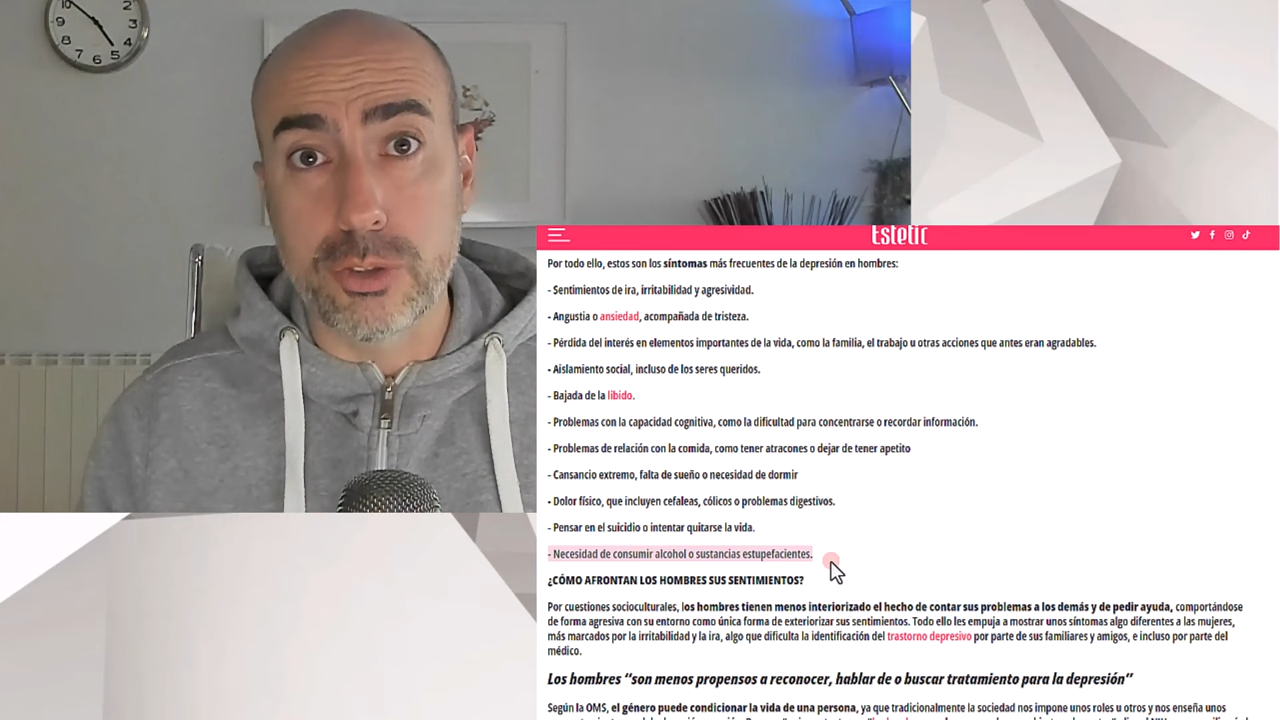 10
2
9
3
8
4
7
6
5
Estetic
Por todo ello, estos son los síntomas más frecuentes de la depresión en hombres:
- Sentimientos de ira, irritabilidad y agresividad.
- Angustia o ansiedad, acompañada de tristeza.
- Pérdida del interés en elementos importantes de la vida, como la familia, el trabajo u otras acciones que antes eran agradables.
- Aislamiento social, incluso de los seres queridos.
- Bajada de la libido.
- Problemas con la capacidad cognitiva, como la dificultad para concentrarse o recordar información.
- Problemas de relación con la comida, como tener atracones o dejar de tener apetito
- Cansancio extremo, falta de sueño o necesidad de dormir
- Dolor físico, que incluyen cefaleas, cólicos o problemas digestivos.
- Pensar en el suicidio o intentar quitarse la vida.
- Necesidad de consumir alcohol o sustancias estupefacientes.
¿CÓMO AFRONTAN LOS HOMBRES SUS SENTIMIENTOS?
Por cuestiones socioculturales, los hombres tienen menos interiorizado el hecho de contar sus problemas a los demás y de pedir ayuda, comportándose
de forma agresiva con su entorno como única forma de exteriorizar sus sentimientos. Todo ello les empuja a mostrar unos síntomas algo diferentes a las mujeres,
más marcados por la irritabilidad y la ira, algo que dificulta la identificación del trastorno depresivo por parte de sus familiares y amigos, e incluso por parte del
médico.
Los hombres "son menos propensos a reconocer, hablar de o buscar tratamiento para la depresión"
Según la OMS, el género puede condicionar la vida de una persona, ya que tradicionalmente la sociedad nos impone unos roles u otros y nos enseña unos